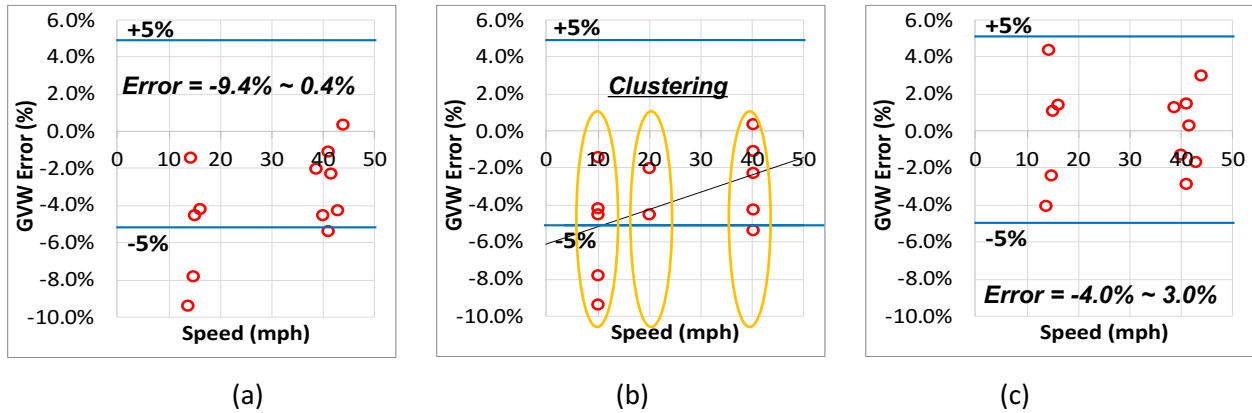 6.0%
4.0%
2.0%
0.0%
-2.0%
-4.0%
-6.0%
-8.0%
-10.0%
GVW Error (%)
+5%
Error = -9.4% ~ 0.4%
0 10 20 30 40 50
-5%
Speed (mph)
(a)
6.0%
4.0%
2.0%
0.0%
-2.0%
-4.0%
-6.0%
-8.0%
-10.0%
GVW Error (%)
+5%
Clustering
0 10 20 30 40 50
-5%
Speed (mph)
(b)
6.0%
4.0%
2.0%
0.0%
-2.0%
-4.0%
-6.0%
-8.0%
-10.0%
GVW Error (%)
+5%
0 10 20 30 40 50
-5%
Error = -4.0% ~ 3.0%
Speed (mph)
(c)